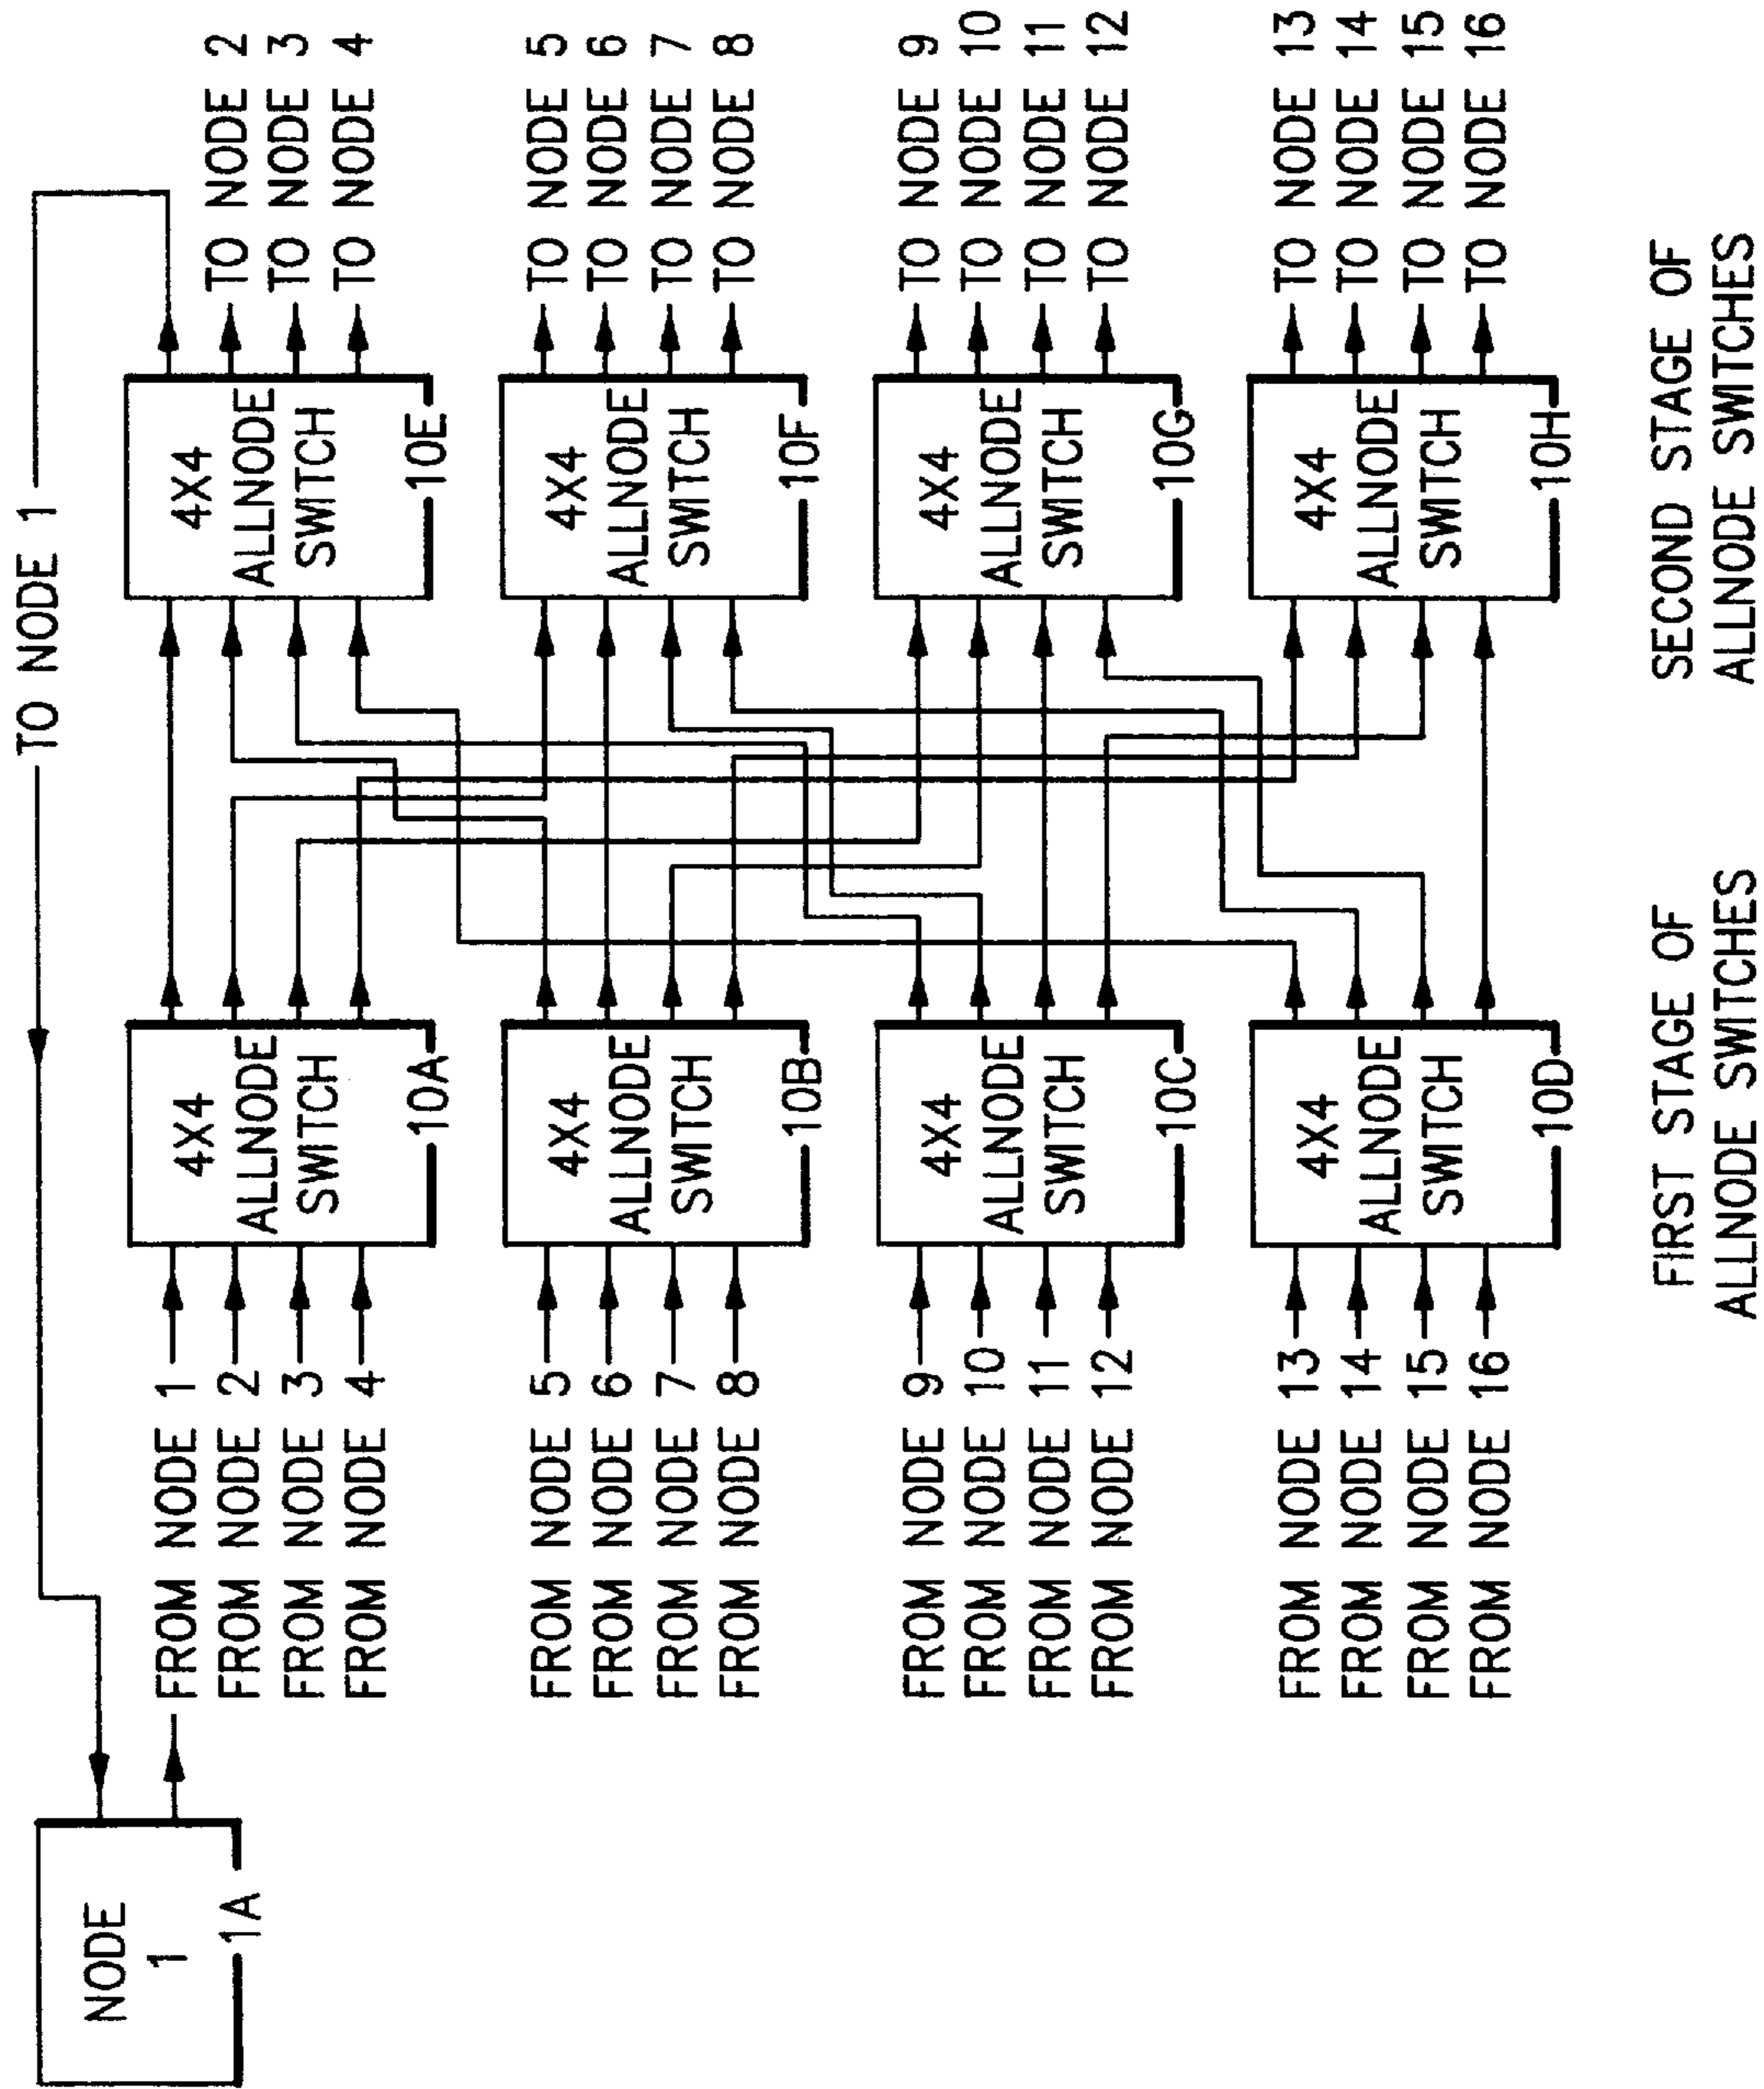 TO NODE 1
NODE
1
1A
FROM NODE 1
FROM NODE 2
FROM NODE 3
FROM NODE 4
4X4
ALLNODE
SWITCH
10A
4X4
ALLNODE
SWITCH
10E
TO NODE 2
TO NODE 3
TO NODE 4
FROM NODE 5
FROM NODE 6
FROM NODE 7
FROM NODE 8
4X4
ALLNODE
SWITCH
10B
4X4
ALLNODE
SWITCH
10F
TO NODE 5
TO NODE 6
TO NODE 7
TO NODE 8
FROM NODE 9
FROM NODE 10
FROM NODE 11
FROM NODE 12
4X4
ALLNODE
SWITCH
10C
4X4
ALLNODE
SWITCH
10G
TO NODE 9
TO NODE 10
TO NODE 11
TO NODE 12
FROM NODE 13
FROM NODE 14
FROM NODE 15
FROM NODE 16
4X4
ALLNODE
SWITCH
10D
4X4
ALLNODE
SWITCH
10H
TO NODE 13
TO NODE 14
TO NODE 15
TO NODE 16
FIRST STAGE OF
ALLNODE SWITCHES
SECOND STAGE OF
ALLNODE SWITCHES